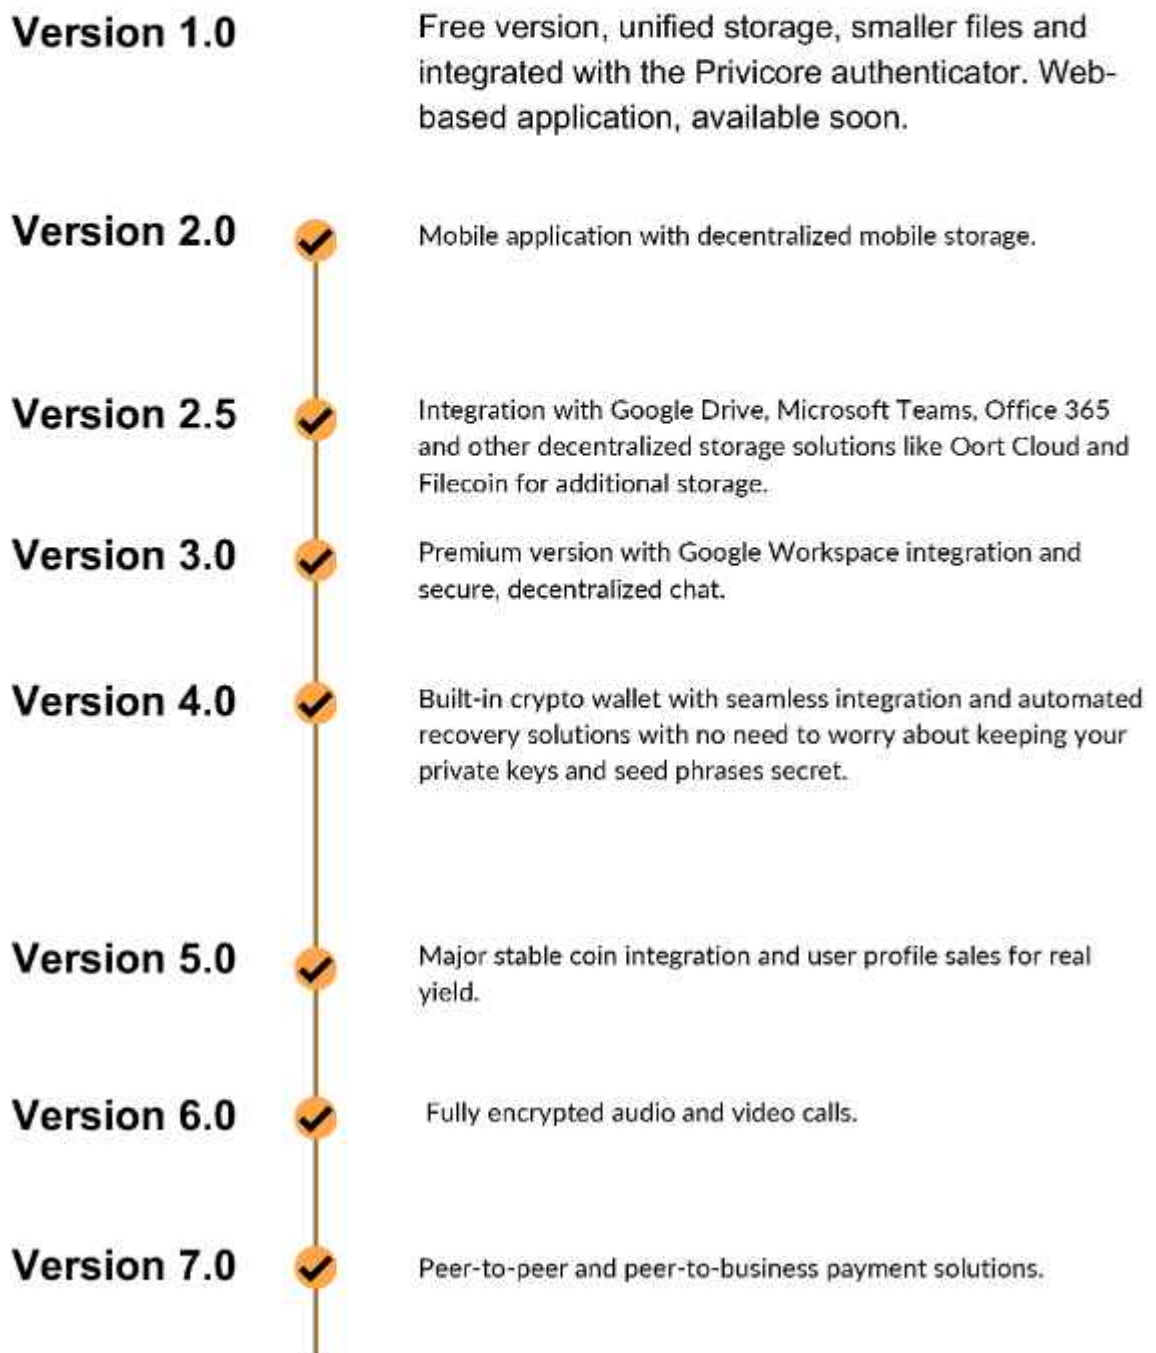 Version 1.0
Free version, unified storage, smaller files and
integrated with the Privicore authenticator. Web-
based application, available soon.
Version 2.0
Mobile application with decentralized mobile storage.
Version 2.5
Integration with Google Drive, Microsoft Teams, Office 365
and other decentralized storage solutions like Oort Cloud and
Filecoin for additional storage.
Version 3.0
Premium version with Google Workspace integration and
secure, decentralized chat.
Version 4.0
Built-in crypto wallet with seamless integration and automated
recovery solutions with no need to worry about keeping your
private keys and seed phrases secret.
Version 5.0
Major stable coin integration and user profile sales for real
yield.
Version 6.0
Fully encrypted audio and video calls.
Version 7.0
Peer-to-peer and peer-to-business payment solutions.